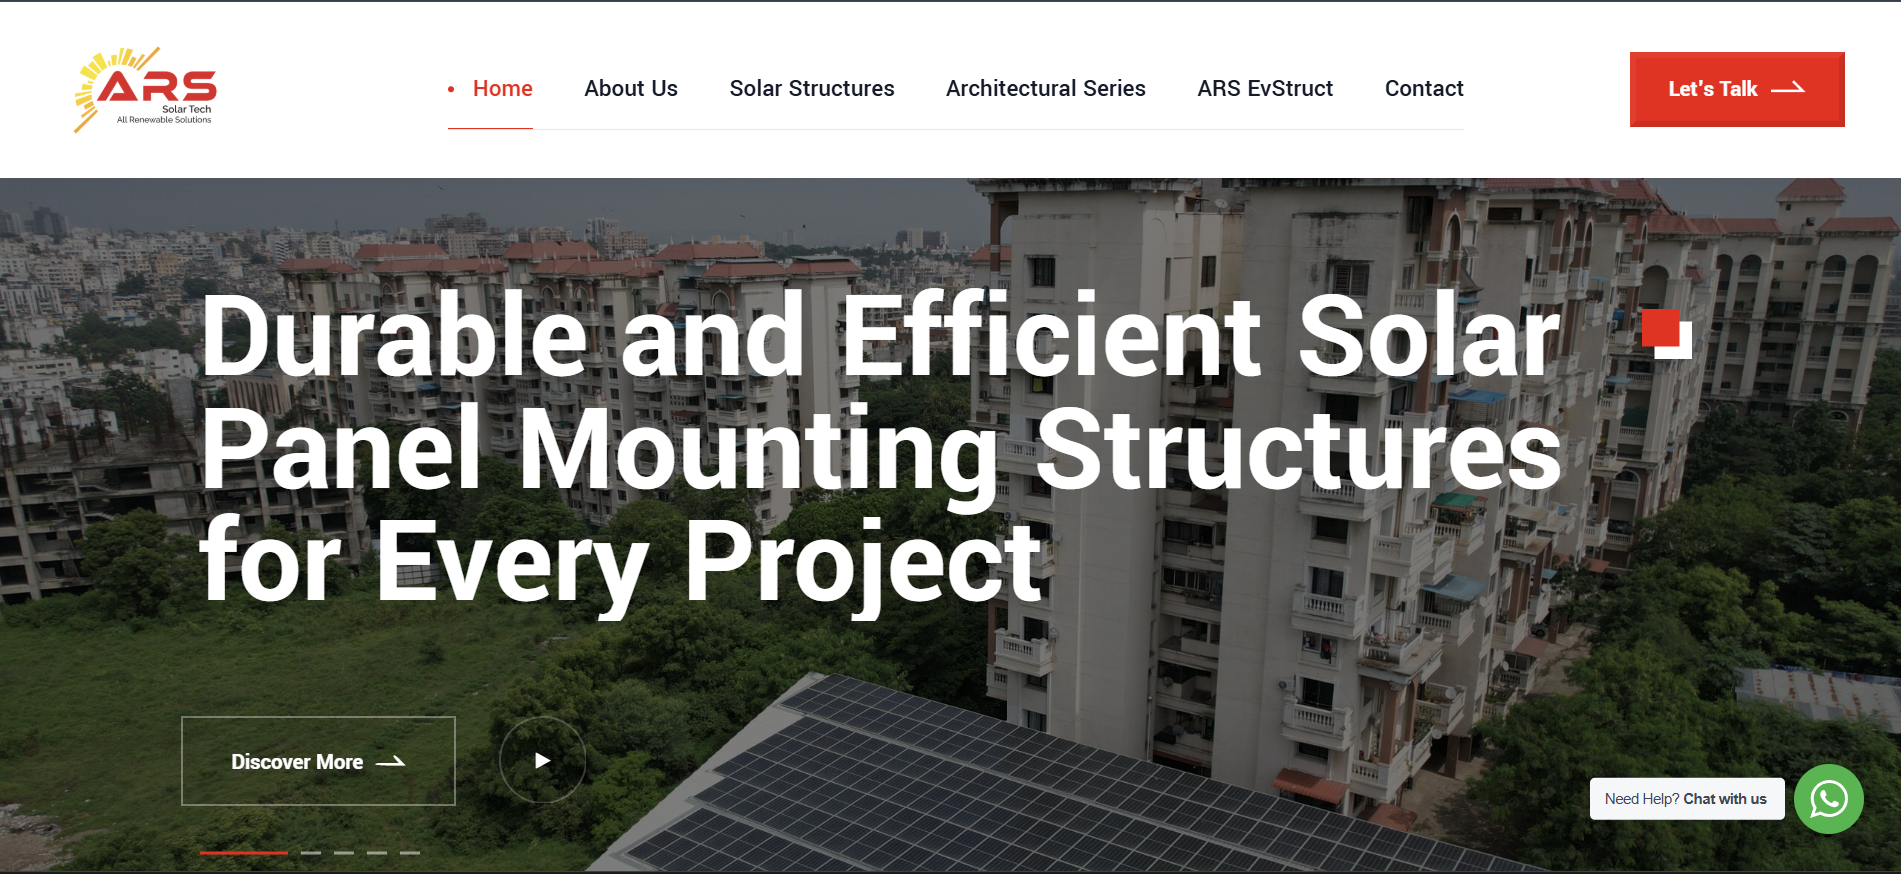 ARS
Solar Tech
All Renewable Solutions
Home
About Us
Solar Structures
Architectural Series
ARS EvStruct
Contact
Let's Talk
Durable and Efficient Solar
Panel Mounting Structures
for Every Project
Discover More
Need Help? Chat with us